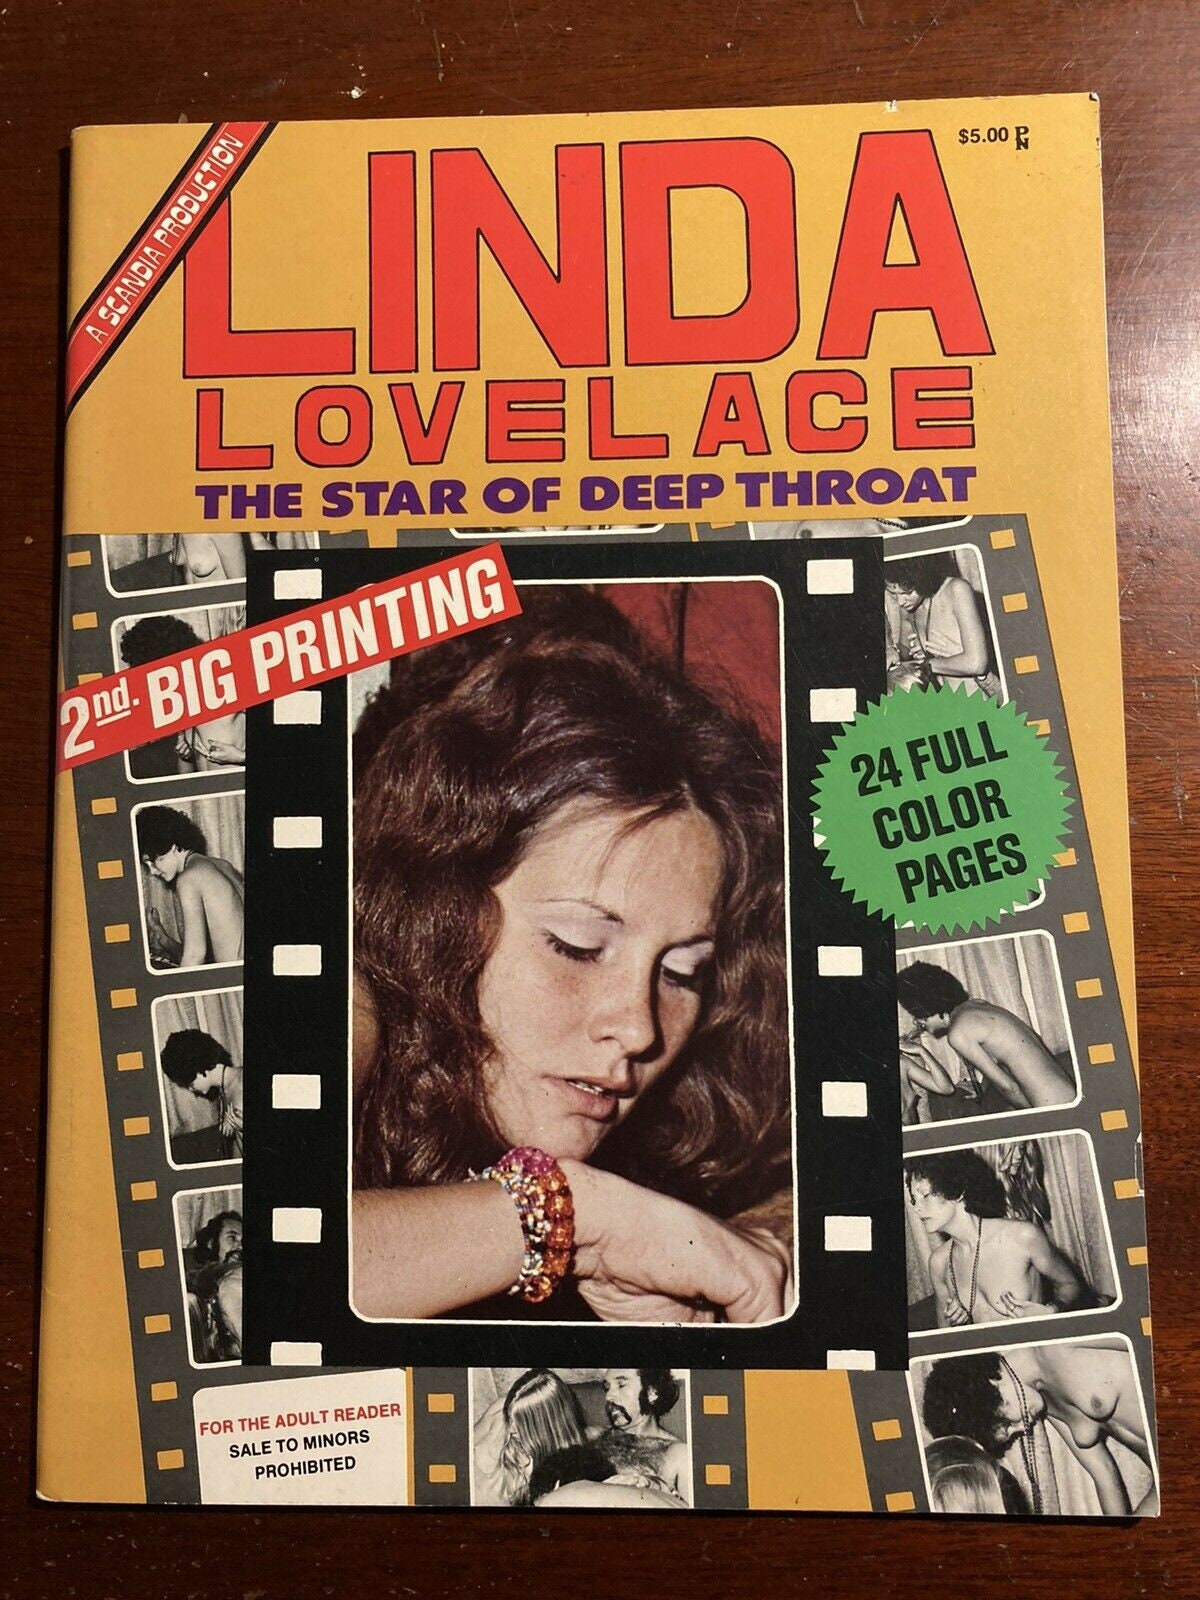 A SCANDIA PRODUCTION
$5.00 PN
LINDA
LOVELACE
THE STAR OF DEEP THROAT
2nd. BIG PRINTING
24 FULL
COLOR
PAGES
FOR THE ADULT READER
SALE TO MINORS
PROHIBITED